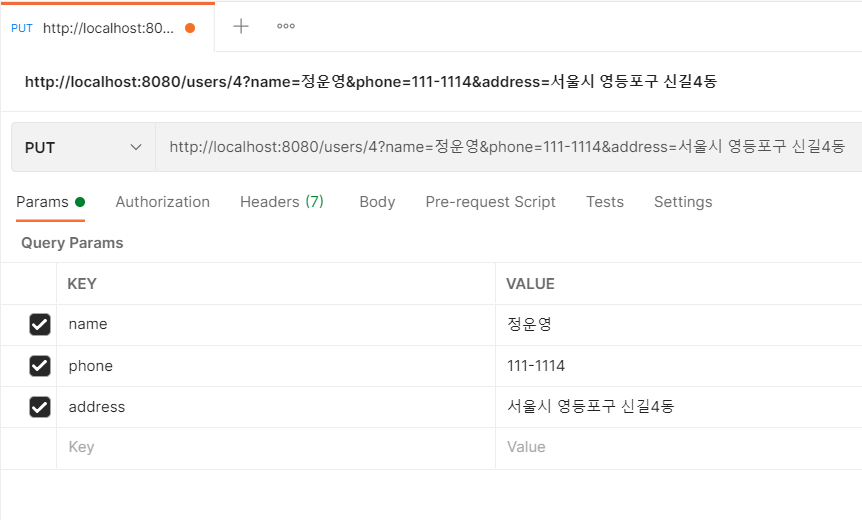 PUT http://localhost:80...
http://localhost:8080/users/4?name=정운영&phone=111-1114&address=서울시 영등포구 신길4동
PUT http://localhost:8080/users/4?name=정운영&phone=111-1114&address=서울시 영등포구 신길4동
Params Authorization Headers (7) Body Pre-request Script Tests Settings
Query Params
KEY VALUE
name 정운영
phone 111-1114
address 서울시 영등포구 신길4동
Key Value